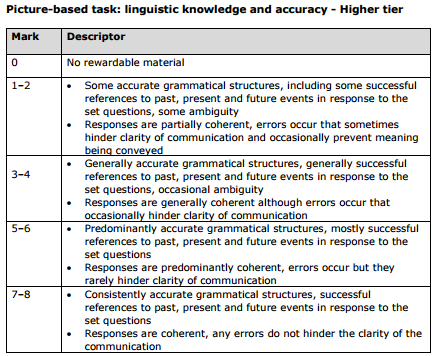 Picture-based task: linguistic knowledge and accuracy - Higher tier
Mark Descriptor
0 No rewardable material
1–2 • Some accurate grammatical structures, including some successful
references to past, present and future events in response to the
set questions, some ambiguity
• Responses are partially coherent, errors occur that sometimes
hinder clarity of communication and occasionally prevent meaning
being conveyed
3–4 • Generally accurate grammatical structures, generally successful
references to past, present and future events in response to the
set questions, occasional ambiguity
• Responses are generally coherent although errors occur that
occasionally hinder clarity of communication
5–6 • Predominantly accurate grammatical structures, mostly successful
references to past, present and future events in response to the
set questions
• Responses are predominantly coherent, errors occur but they
rarely hinder clarity of communication
7–8 • Consistently accurate grammatical structures, successful
references to past, present and future events in response to the
set questions
• Responses are coherent, any errors do not hinder the clarity of the
communication